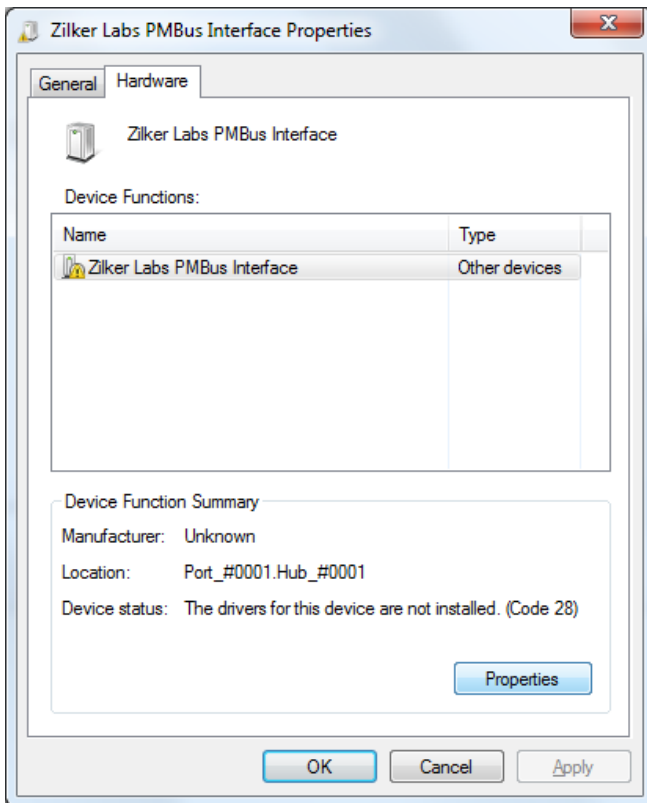 Zilker Labs PMBus Interface Properties
General Hardware
Zilker Labs PMBus Interface
Device Functions:
Name Type
Zilker Labs PMBus Interface Other devices
Device Function Summary
Manufacturer: Unknown
Location: Port_#0001.Hub_#0001
Device status: The drivers for this device are not installed. (Code 28)
Properties
OK Cancel Apply